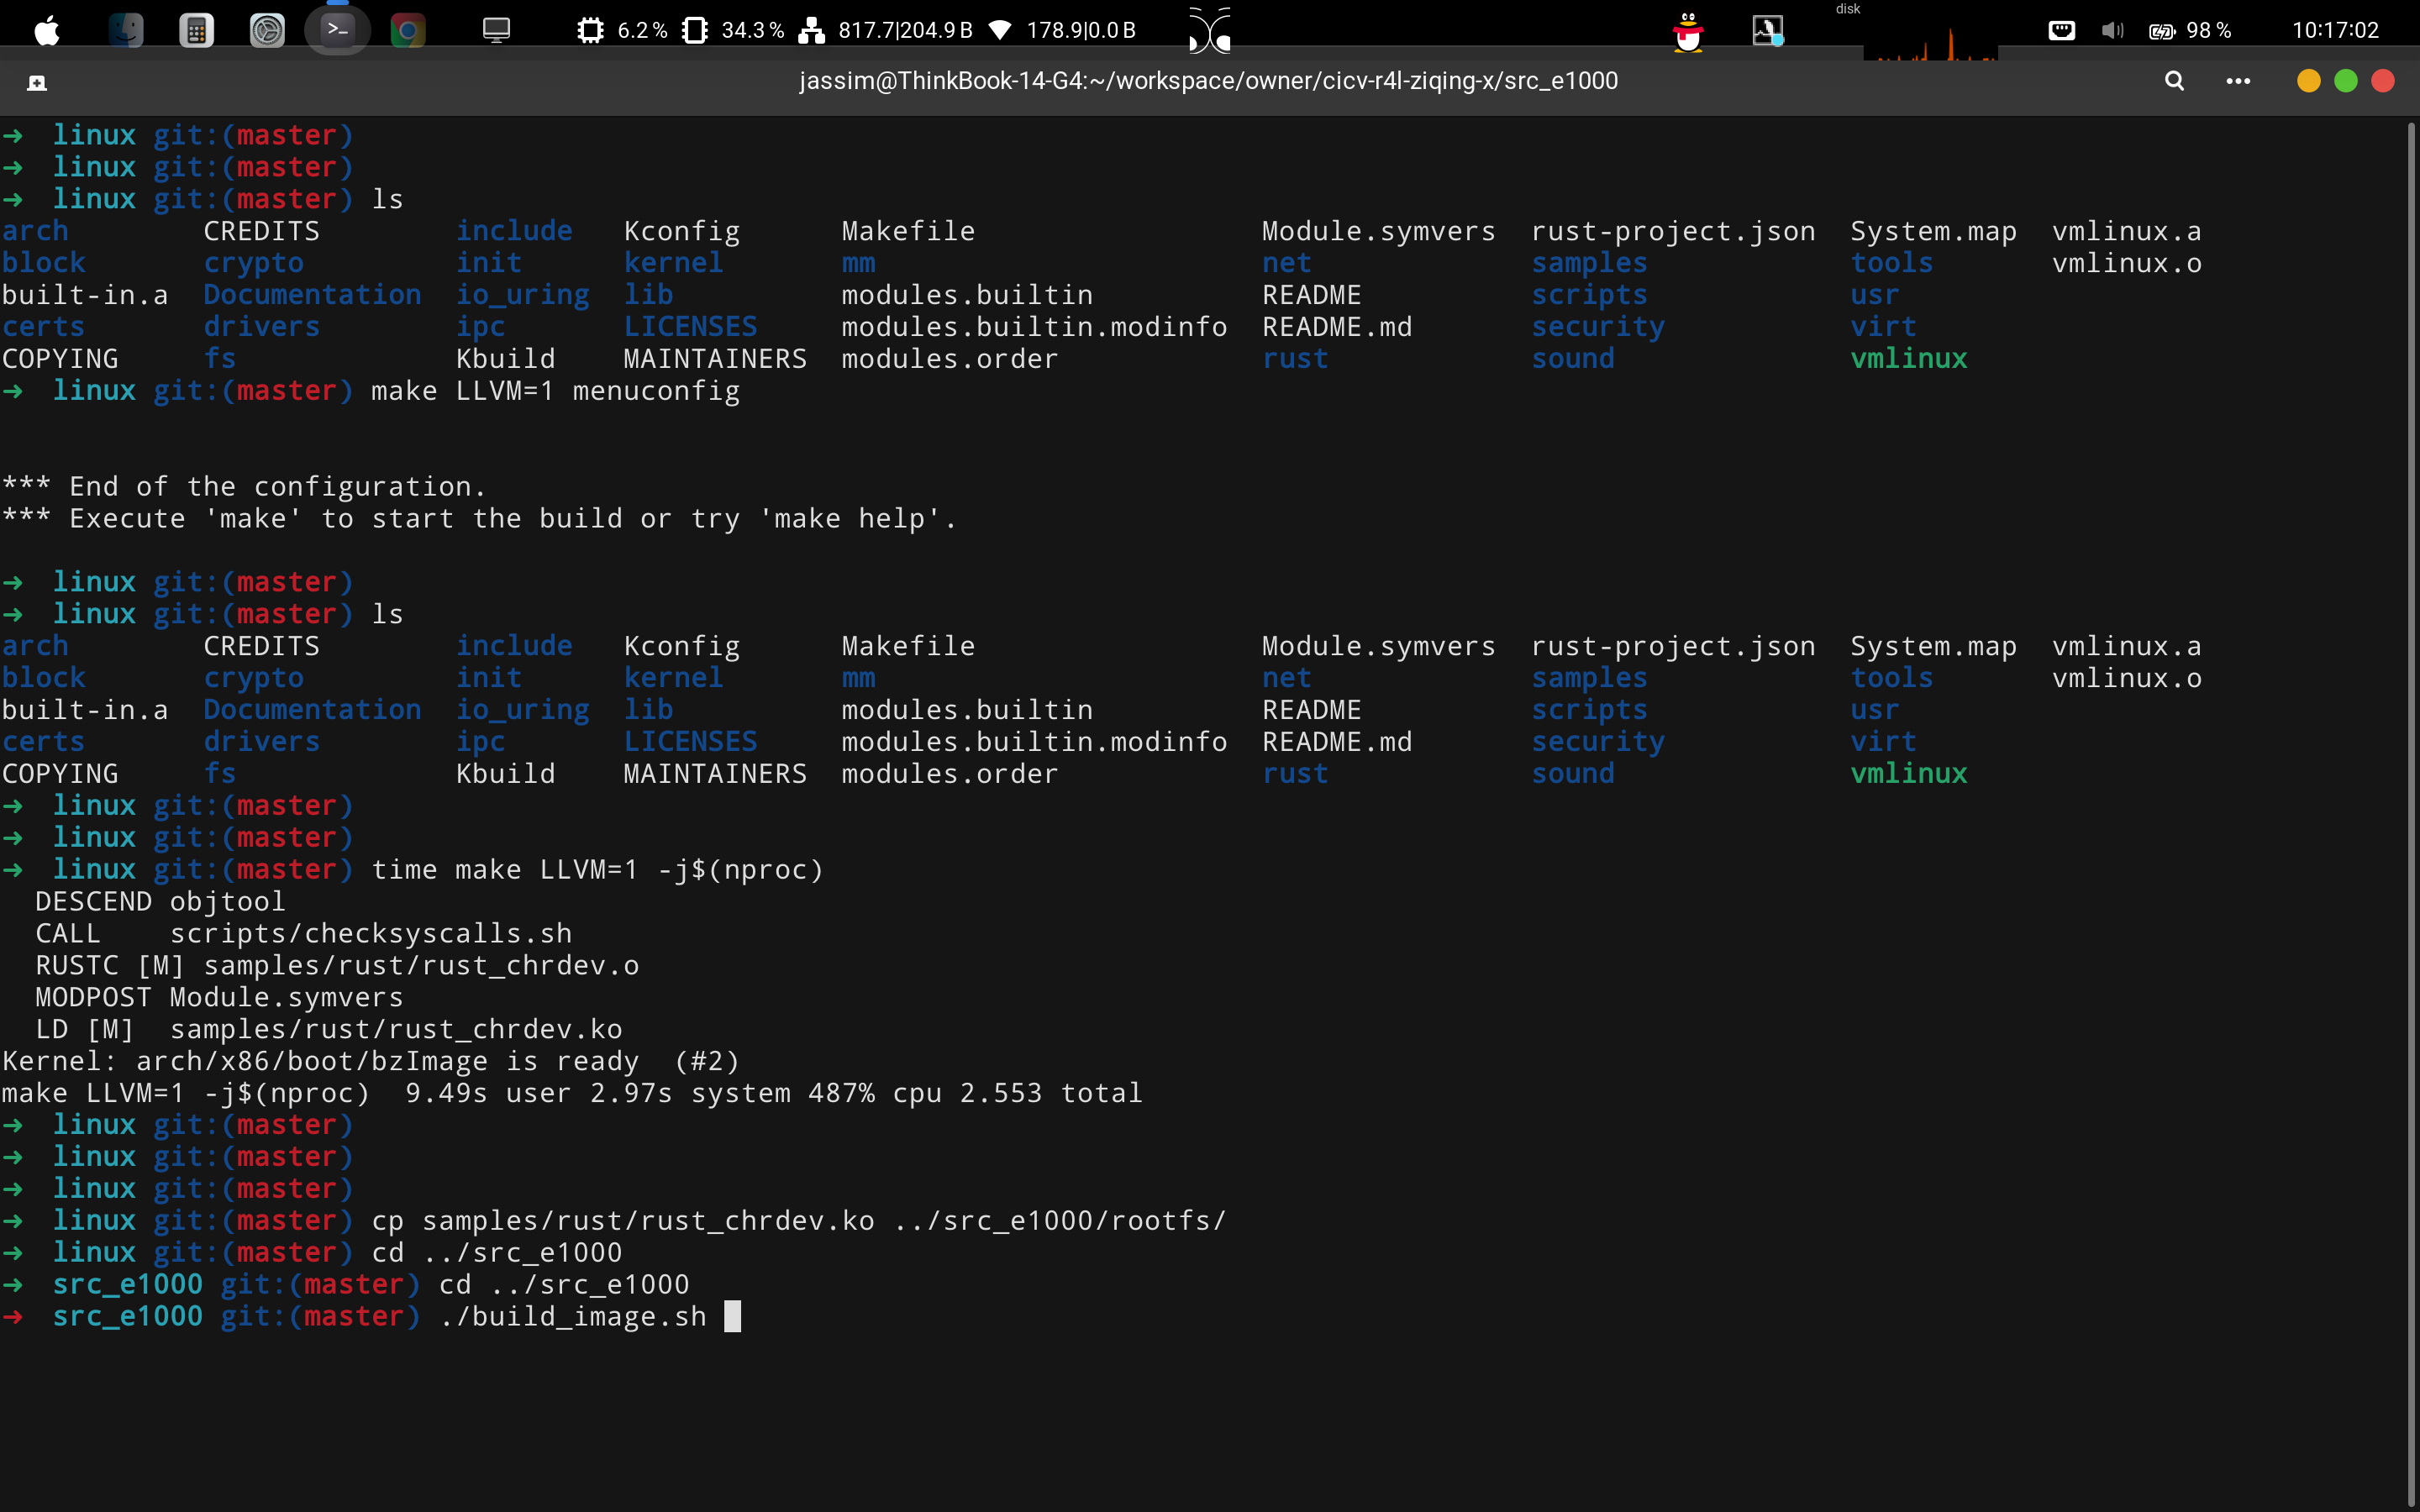 disk
6.2 % 34.3 % 817.7|204.9 B 178.9|0.0 B 98 % 10:17:02
jassim@ThinkBook-14-G4:~/workspace/owner/cicv-r4l-ziqing-x/src_e1000
➜ linux git:(master)
➜ linux git:(master)
➜ linux git:(master) ls
arch CREDITS include Kconfig Makefile Module.symvers rust-project.json System.map vmlinux.a
block crypto init kernel mm net samples tools vmlinux.o
built-in.a Documentation io_uring lib modules.builtin README scripts usr
certs drivers ipc LICENSES modules.builtin.modinfo README.md security virt
COPYING fs Kbuild MAINTAINERS modules.order rust sound vmlinux
➜ linux git:(master) make LLVM=1 menuconfig
*** End of the configuration.
*** Execute 'make' to start the build or try 'make help'.
➜ linux git:(master)
➜ linux git:(master) ls
arch CREDITS include Kconfig Makefile Module.symvers rust-project.json System.map vmlinux.a
block crypto init kernel mm net samples tools vmlinux.o
built-in.a Documentation io_uring lib modules.builtin README scripts usr
certs drivers ipc LICENSES modules.builtin.modinfo README.md security virt
COPYING fs Kbuild MAINTAINERS modules.order rust sound vmlinux
➜ linux git:(master)
➜ linux git:(master)
➜ linux git:(master) time make LLVM=1 -j$(nproc)
DESCEND objtool
CALL scripts/checksyscalls.sh
RUSTC [M] samples/rust/rust_chrdev.o
MODPOST Module.symvers
LD [M] samples/rust/rust_chrdev.ko
Kernel: arch/x86/boot/bzImage is ready (#2)
make LLVM=1 -j$(nproc) 9.49s user 2.97s system 487% cpu 2.553 total
➜ linux git:(master)
➜ linux git:(master)
➜ linux git:(master)
➜ linux git:(master) cp samples/rust/rust_chrdev.ko ../src_e1000/rootfs/
➜ linux git:(master) cd ../src_e1000
➜ src_e1000 git:(master) cd ../src_e1000
➜ src_e1000 git:(master) ./build_image.sh